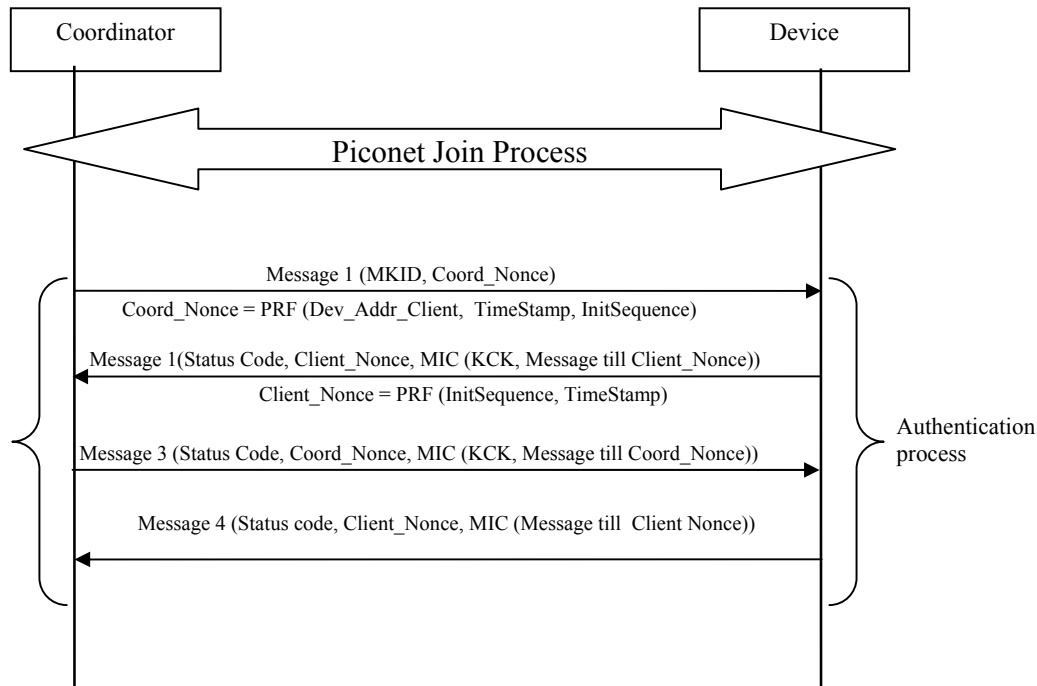 Coordinator
Device
Piconet Join Process
Message 1 (MKID, Coord_Nonce)
Coord_Nonce = PRF (Dev_Addr_Client, TimeStamp, InitSequence)
Message 1(Status Code, Client_Nonce, MIC (KCK, Message till Client_Nonce))
Client_Nonce = PRF (InitSequence, TimeStamp)
Authentication
process
Message 3 (Status Code, Coord_Nonce, MIC (KCK, Message till Coord_Nonce))
Message 4 (Status code, Client_Nonce, MIC (Message till Client Nonce))